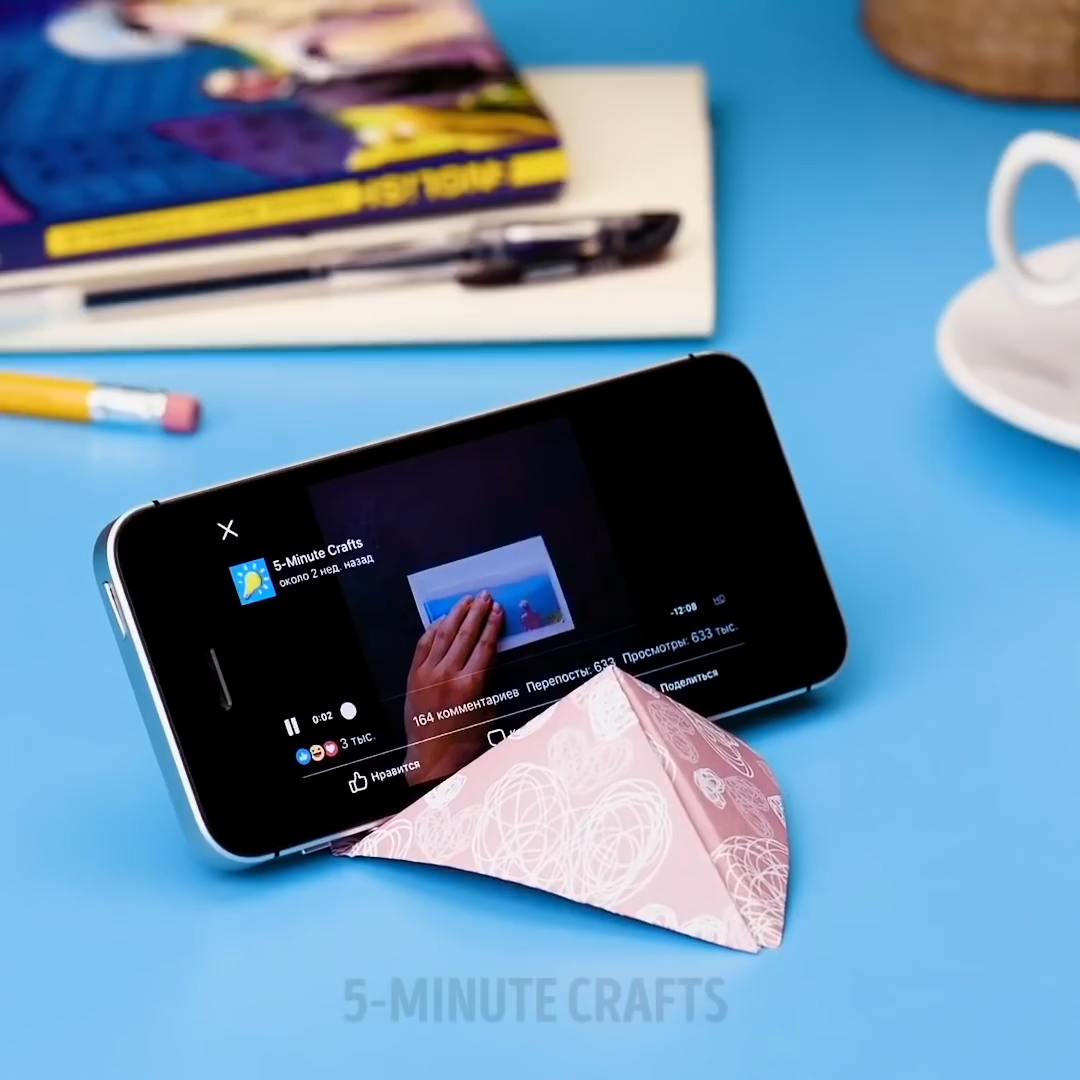 5-Minute Crafts
около 2 нед. назад
-12:08 HD
0:02
164 комментариев Перепосты: 633 Просмотры: 633 тыс.
3 тыс.
Нравится
Поделиться
5-MINUTE CRAFTS